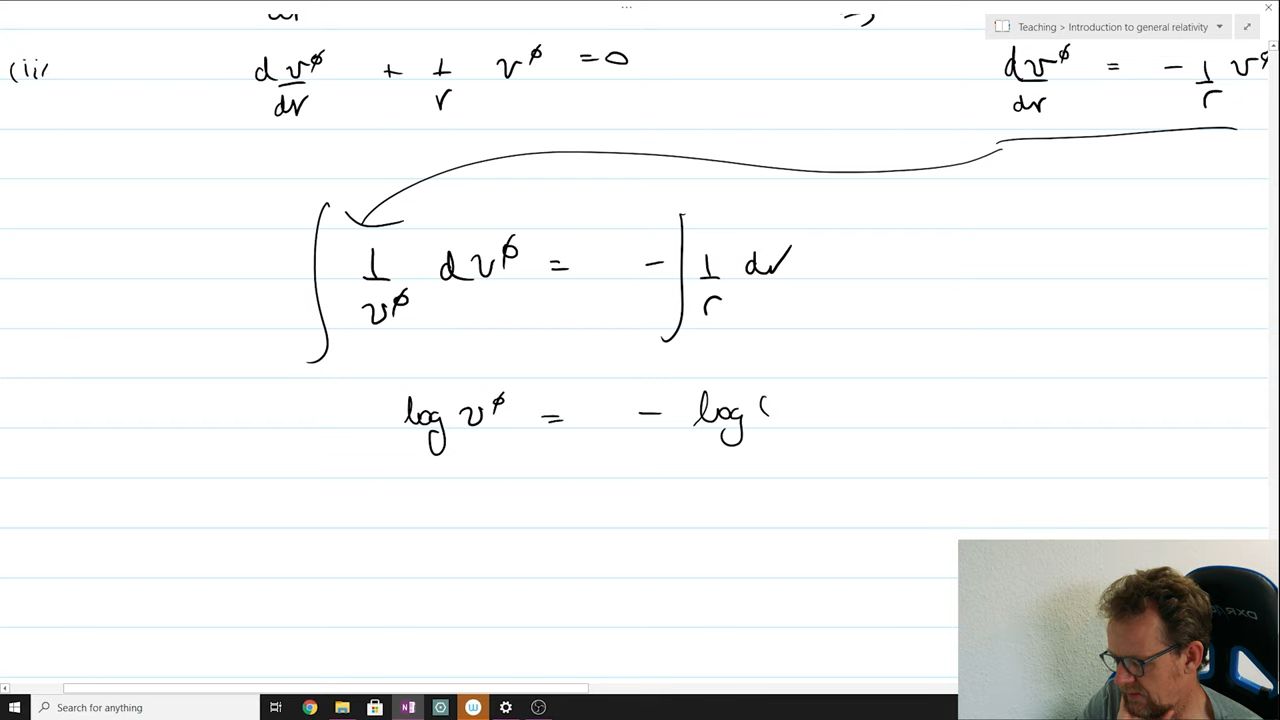 Teaching > Introduction to general relativity
(iii) dv^ϕ/dr + 1/r v^ϕ = 0 dv^ϕ/dr = - 1/r v^ϕ
∫ 1/v^ϕ dv^ϕ = - ∫ 1/r dr
log v^ϕ = - log (
Search for anything